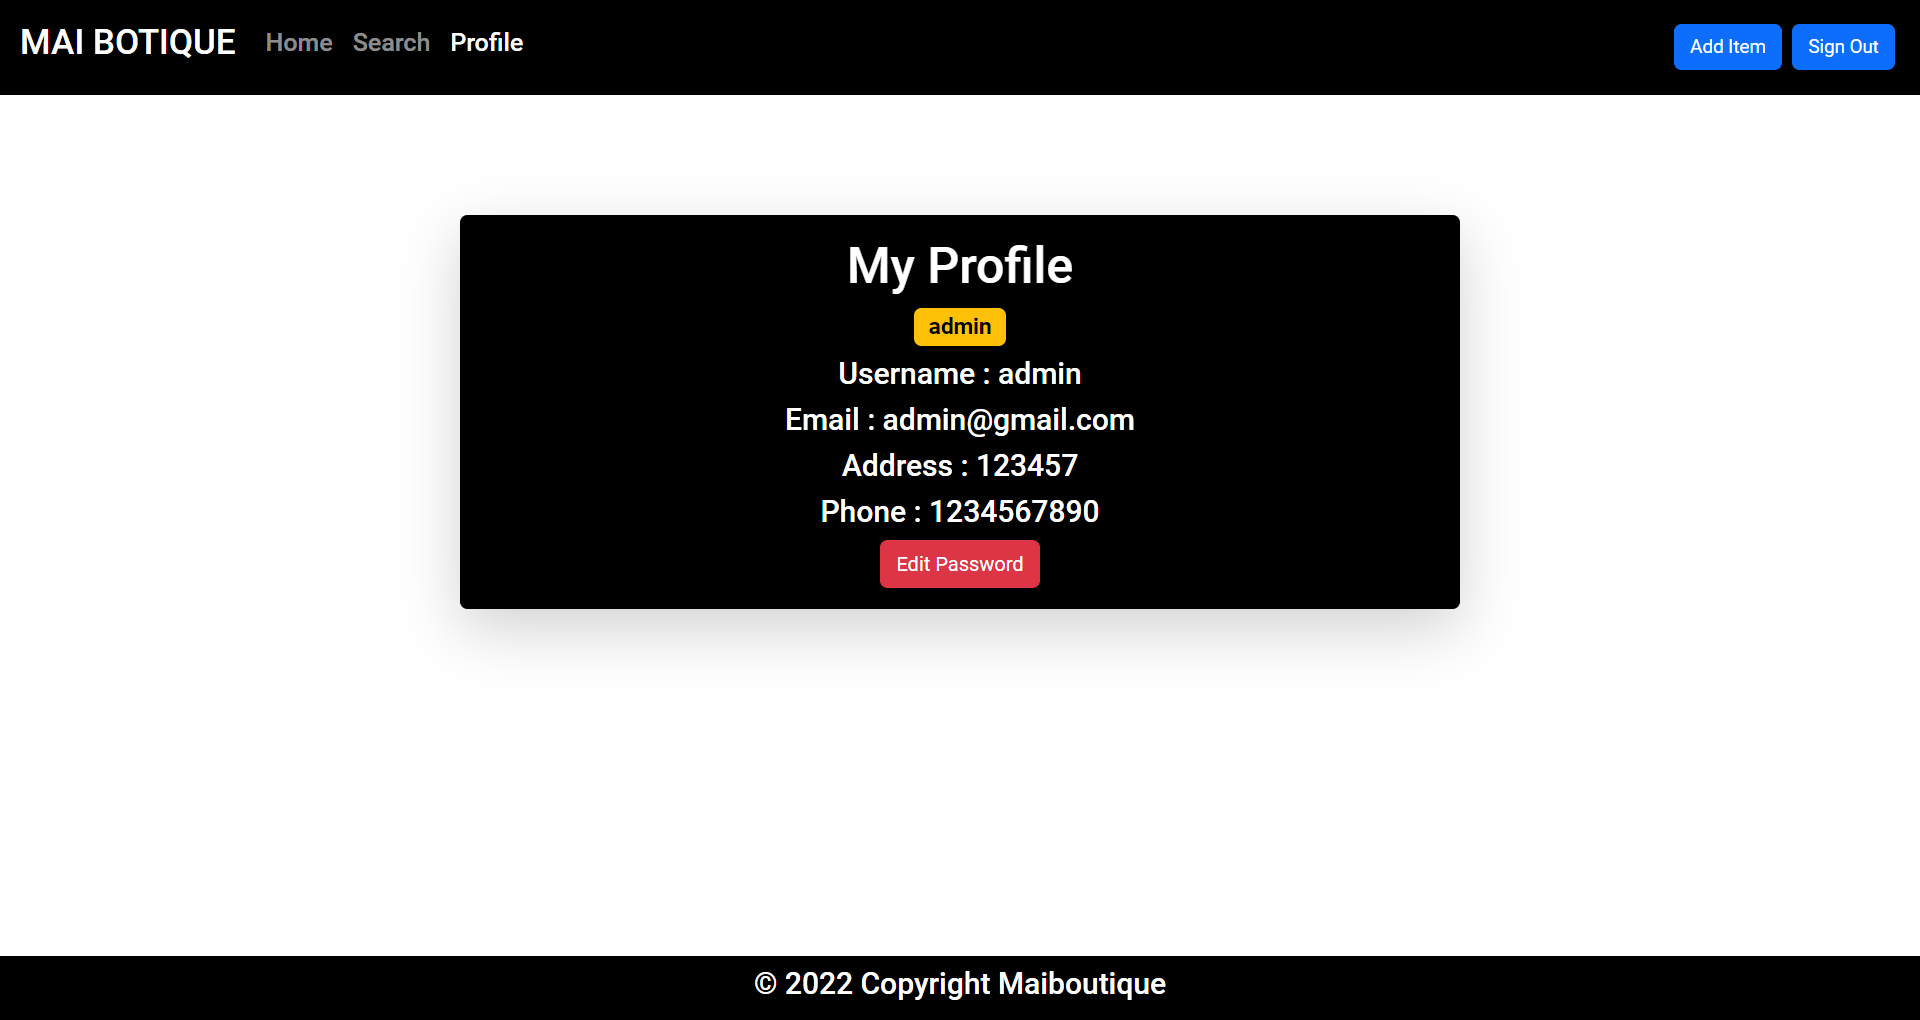 MAI BOTIQUE Home Search Profile Add Item Sign Out
My Profile
admin
Username : admin
Email : admin@gmail.com
Address : 123457
Phone : 1234567890
Edit Password
© 2022 Copyright Maiboutique